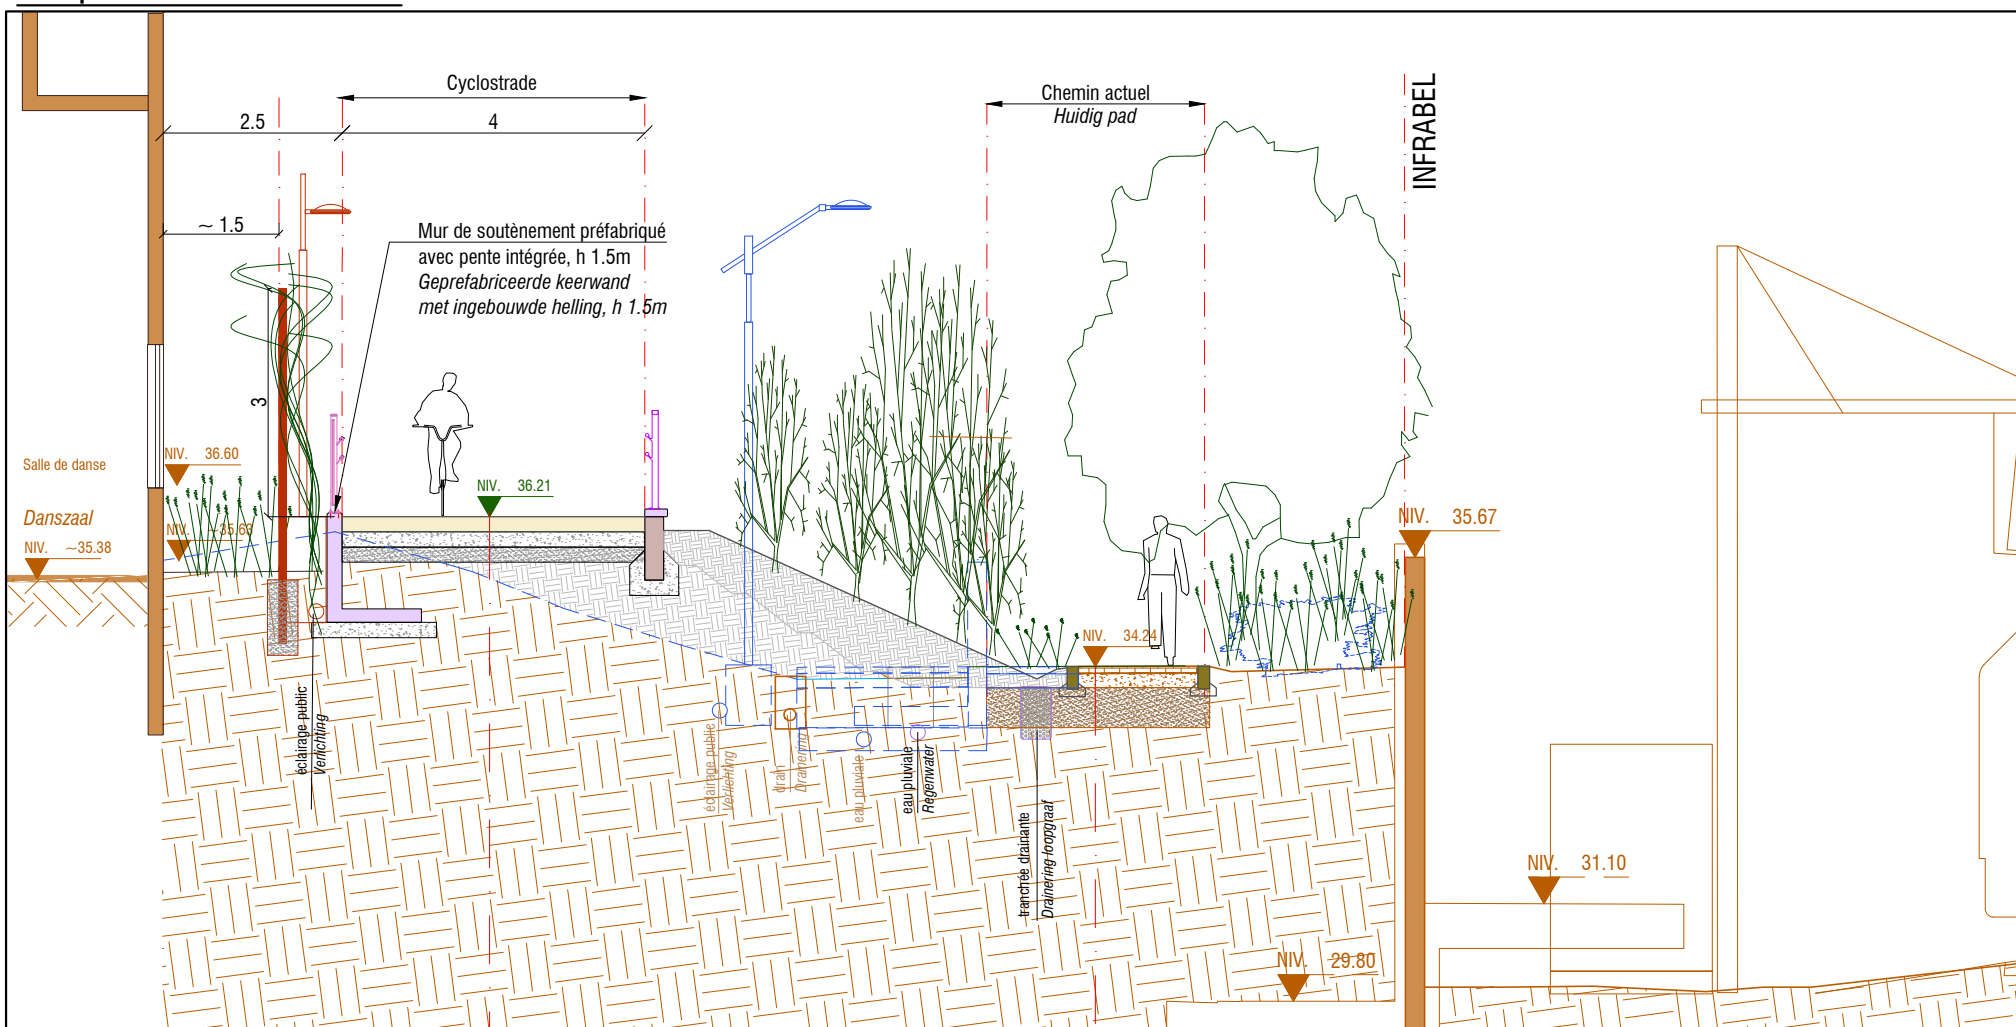 Cyclostrade
2.5
4
Chemin actuel
Huidig pad
INFRABEL
~ 1.5
Mur de soutènement préfabriqué
avec pente intégrée, h 1.5m
Geprefabriceerde keerwand
met ingebouwde helling, h 1.5m
3
Salle de danse
Danszaal
NIV. ~35.38
NIV. 36.60
NIV. ~35.63
NIV. 36.21
NIV. 34.24
NIV. 35.67
NIV. 31.10
NIV. 29.80
éclairage public
Verlichting
éclairage public
Verlichting
drain
Drainering
eau pluviale
eau pluviale
Regenwater
tranchée drainante
Drainering loopgraaf